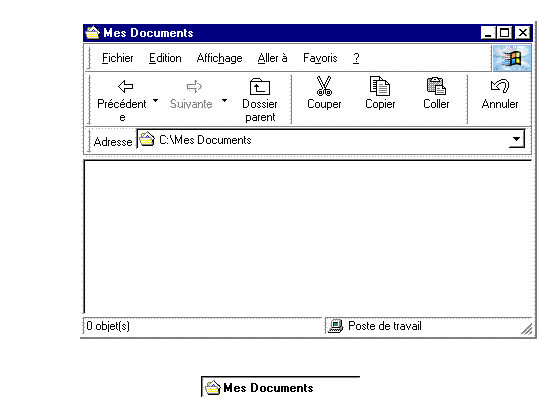 Mes Documents
Fichier Edition Affichage Aller à Favoris ?
Précédent
e Suivante Dossier
parent Couper Copier Coller Annuler
Adresse C:\Mes Documents
0 objet(s) Poste de travail
Mes Documents